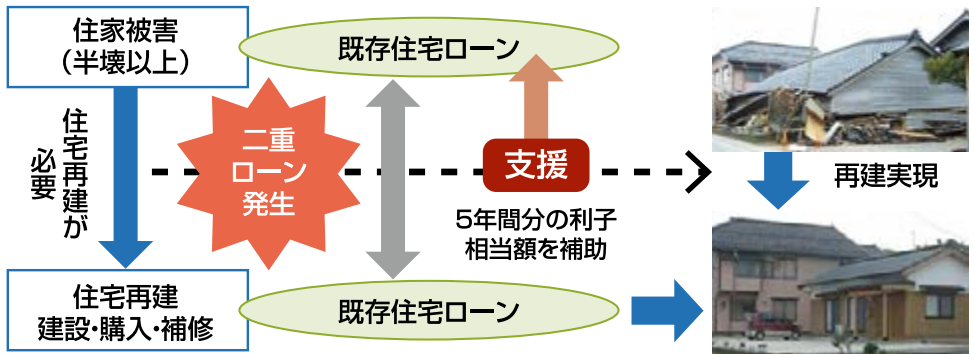 住家被害
（半壊以上）
既存住宅ローン
住宅再建が
必要
二重
ローン
発生
支援
5年間分の利子
相当額を補助
再建実現
住宅再建
建設・購入・補修
既存住宅ローン